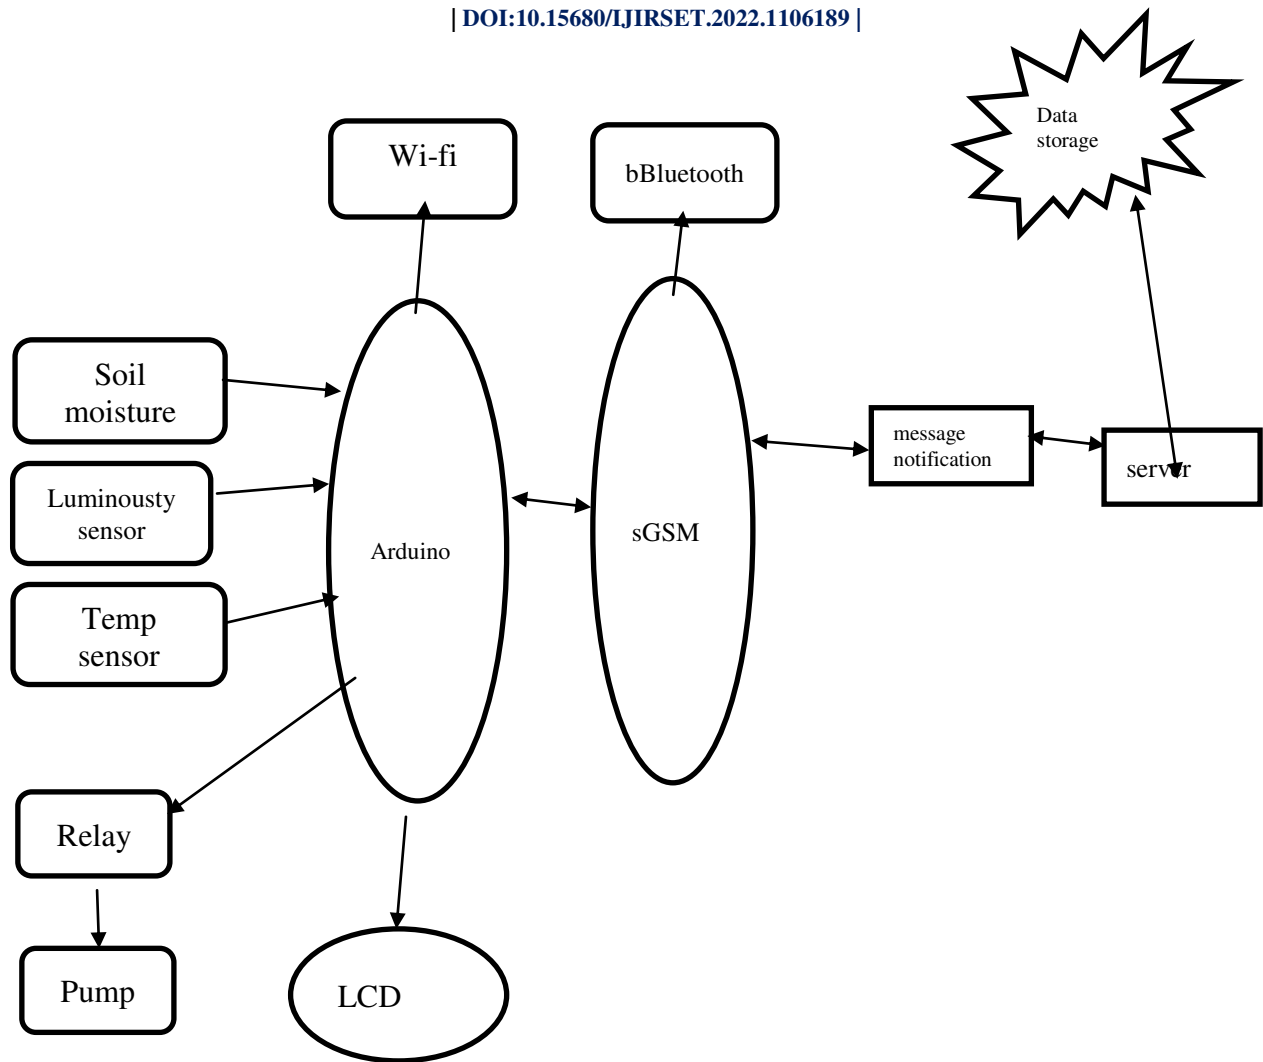 | DOI:10.15680/IJIRSET.2022.1106189 |
Data
storage
Wi-fi
bBluetooth
Soil
moisture
message
notification
server
Luminousty
sensor
sGSM
Arduino
Temp
sensor
Relay
Pump
LCD